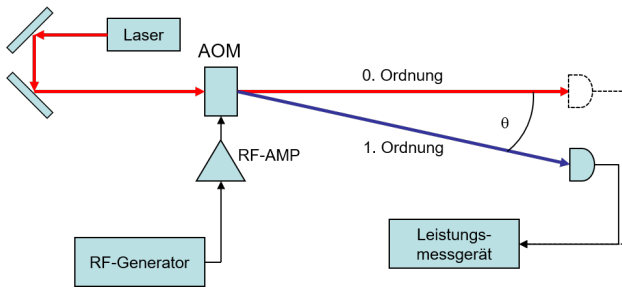 Laser
AOM
0. Ordnung
θ
1. Ordnung
RF-AMP
Leistungs-
messgerät
RF-Generator